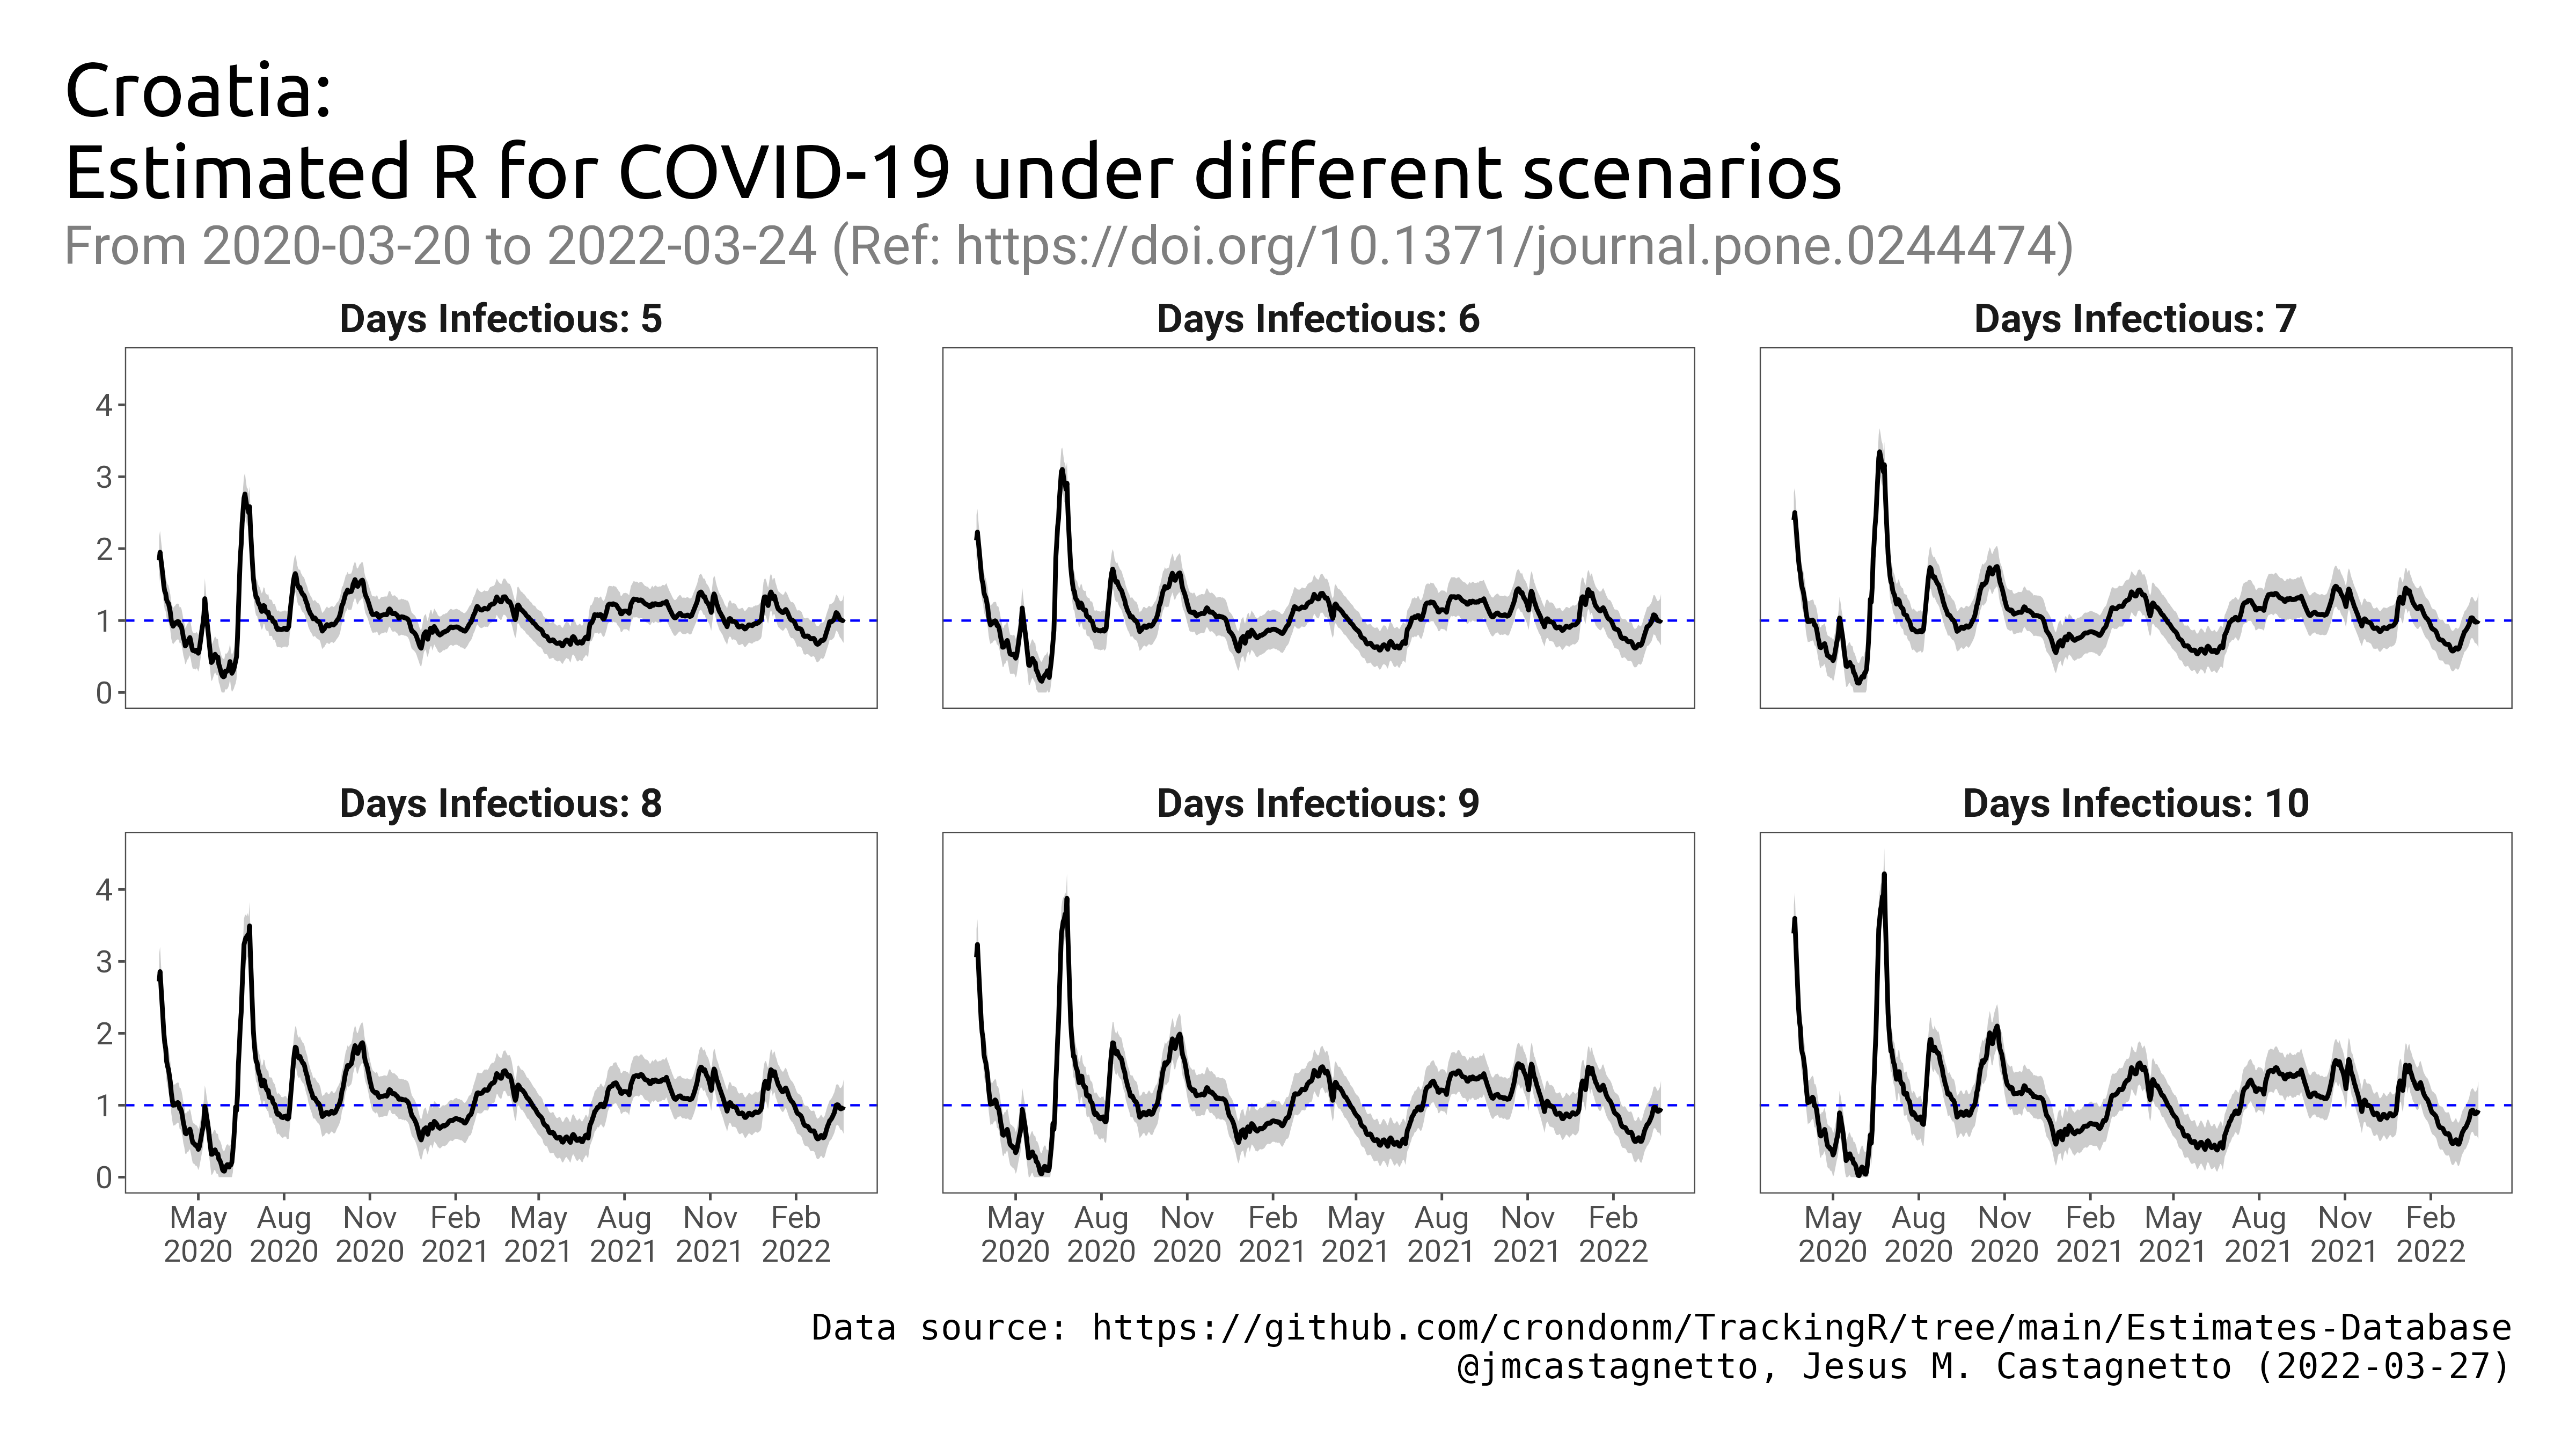 Croatia:
Estimated R for COVID-19 under different scenarios
From 2020-03-20 to 2022-03-24 (Ref: https://doi.org/10.1371/journal.pone.0244474)
Days Infectious: 5
Days Infectious: 6
Days Infectious: 7
4
3
2
1
0
Days Infectious: 8
Days Infectious: 9
Days Infectious: 10
4
3
2
1
0
May Aug Nov Feb May Aug Nov Feb
2020 2020 2020 2021 2021 2021 2021 2022
May Aug Nov Feb May Aug Nov Feb
2020 2020 2020 2021 2021 2021 2021 2022
May Aug Nov Feb May Aug Nov Feb
2020 2020 2020 2021 2021 2021 2021 2022
Data source: https://github.com/crondonm/TrackingR/tree/main/Estimates-Database
@jmcastagnetto, Jesus M. Castagnetto (2022-03-27)